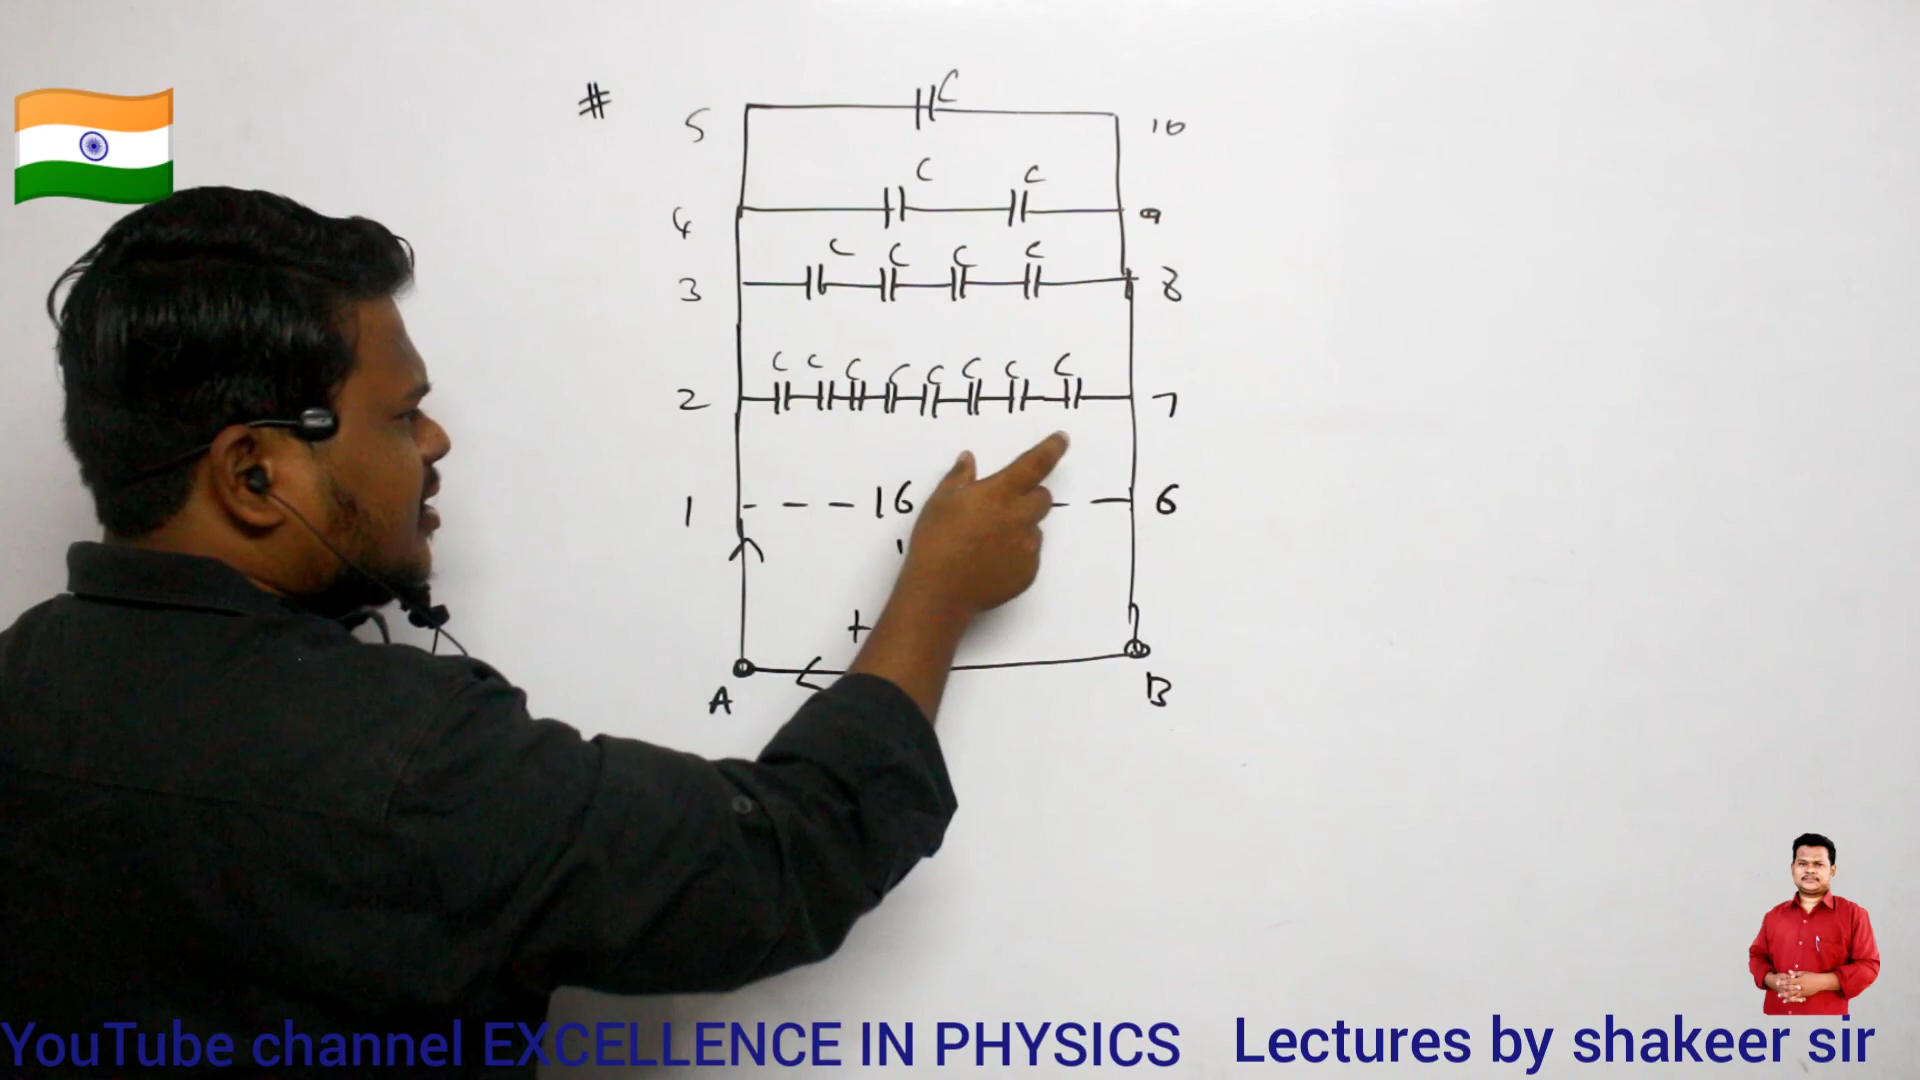 #
5 C 10
C C
4 9
C C C C
3 8
C C C C C C C C
2 7
1 - - - 16 - - 6
+
A B
YouTube channel EXCELLENCE IN PHYSICS Lectures by shakeer sir